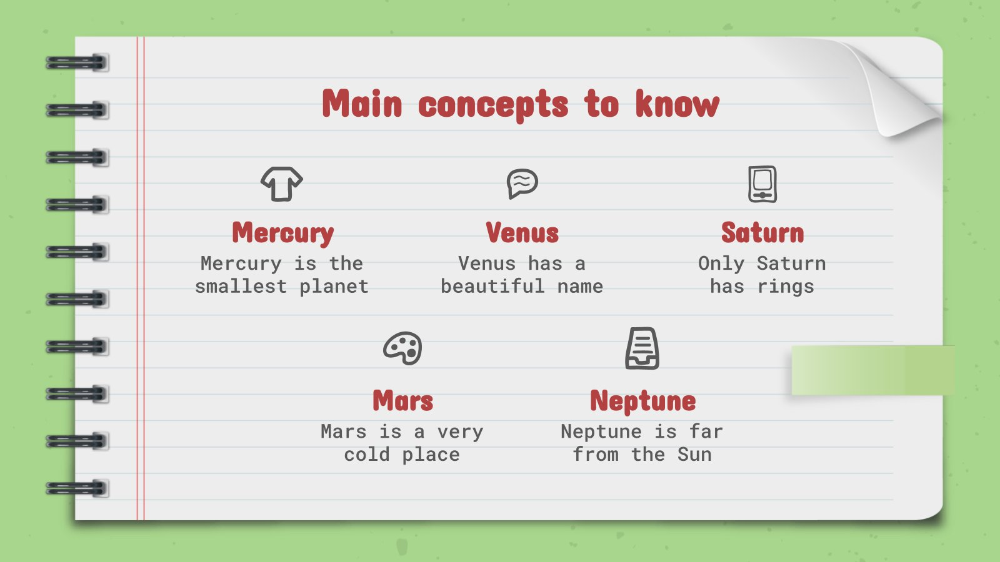 Main concepts to know
Mercury
Mercury is the
smallest planet
Venus
Venus has a
beautiful name
Saturn
Only Saturn
has rings
Mars
Mars is a very
cold place
Neptune
Neptune is far
from the Sun